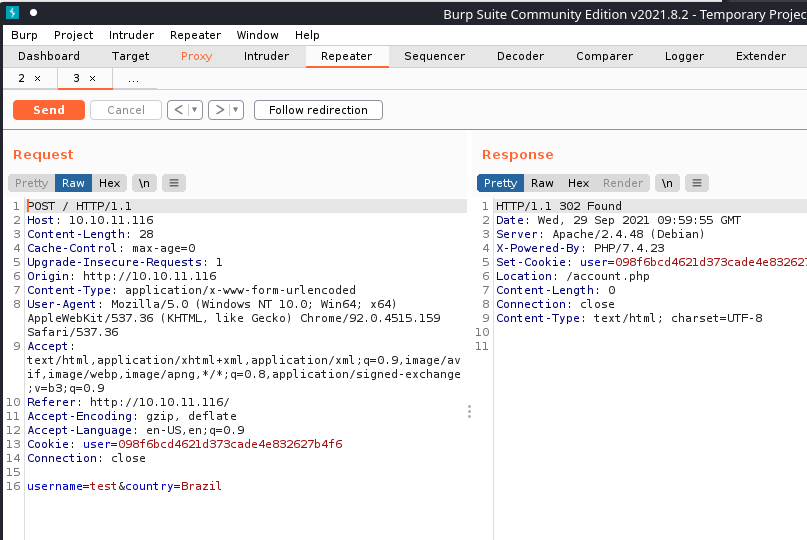 Burp Suite Community Edition v2021.8.2 - Temporary Projec
Burp Project Intruder Repeater Window Help
Dashboard Target Proxy Intruder Repeater Sequencer Decoder Comparer Logger Extender
2 × 3 × ...
Send Cancel < ▼ > ▼ Follow redirection
Request
Pretty Raw Hex \n ≡
1 POST / HTTP/1.1
2 Host: 10.10.11.116
3 Content-Length: 28
4 Cache-Control: max-age=0
5 Upgrade-Insecure-Requests: 1
6 Origin: http://10.10.11.116
7 Content-Type: application/x-www-form-urlencoded
8 User-Agent: Mozilla/5.0 (Windows NT 10.0; Win64; x64)
AppleWebKit/537.36 (KHTML, like Gecko) Chrome/92.0.4515.159
Safari/537.36
9 Accept:
text/html,application/xhtml+xml,application/xml;q=0.9,image/av
if,image/webp,image/apng,*/*;q=0.8,application/signed-exchange
;v=b3;q=0.9
10 Referer: http://10.10.11.116/
11 Accept-Encoding: gzip, deflate
12 Accept-Language: en-US,en;q=0.9
13 Cookie: user=098f6bcd4621d373cade4e832627b4f6
14 Connection: close
15
16 username=test&country=Brazil
Response
Pretty Raw Hex Render \n ≡
1 HTTP/1.1 302 Found
2 Date: Wed, 29 Sep 2021 09:59:55 GMT
3 Server: Apache/2.4.48 (Debian)
4 X-Powered-By: PHP/7.4.23
5 Set-Cookie: user=098f6bcd4621d373cade4e832627
6 Location: /account.php
7 Content-Length: 0
8 Connection: close
9 Content-Type: text/html; charset=UTF-8
10
11